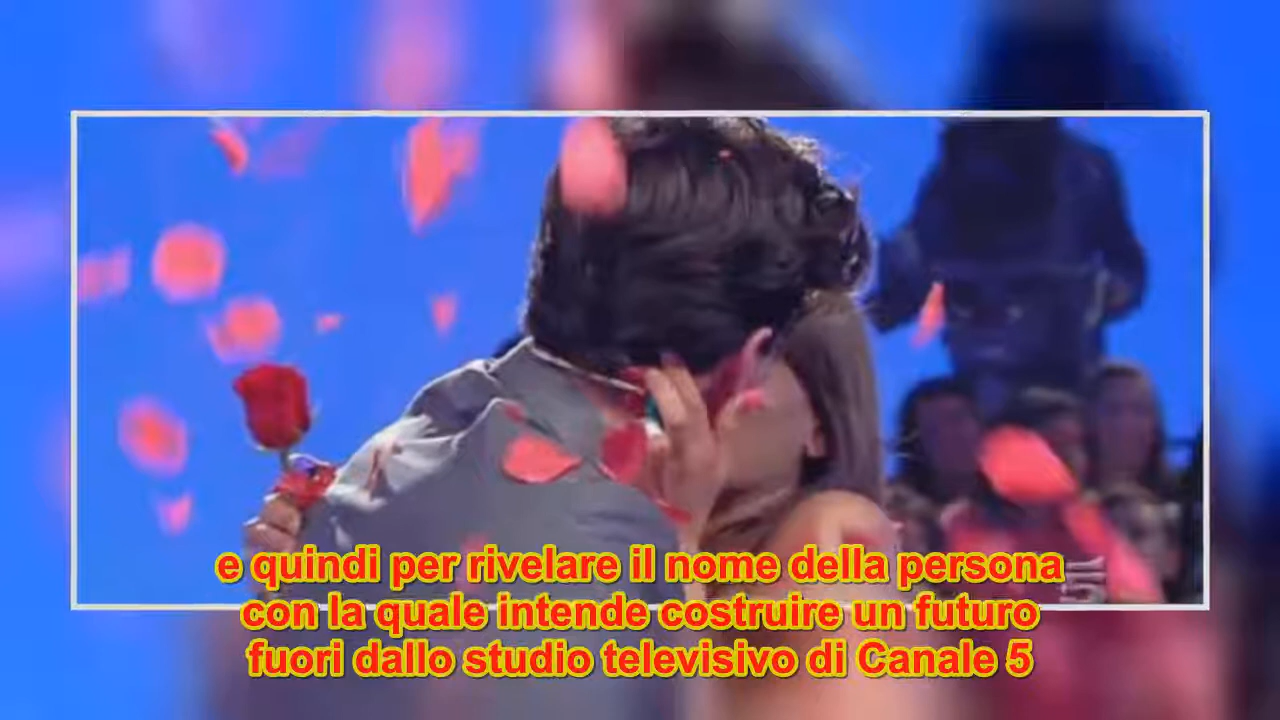 e quindi per rivelare il nome della persona
con la quale intende costruire un futuro
fuori dallo studio televisivo di Canale 5